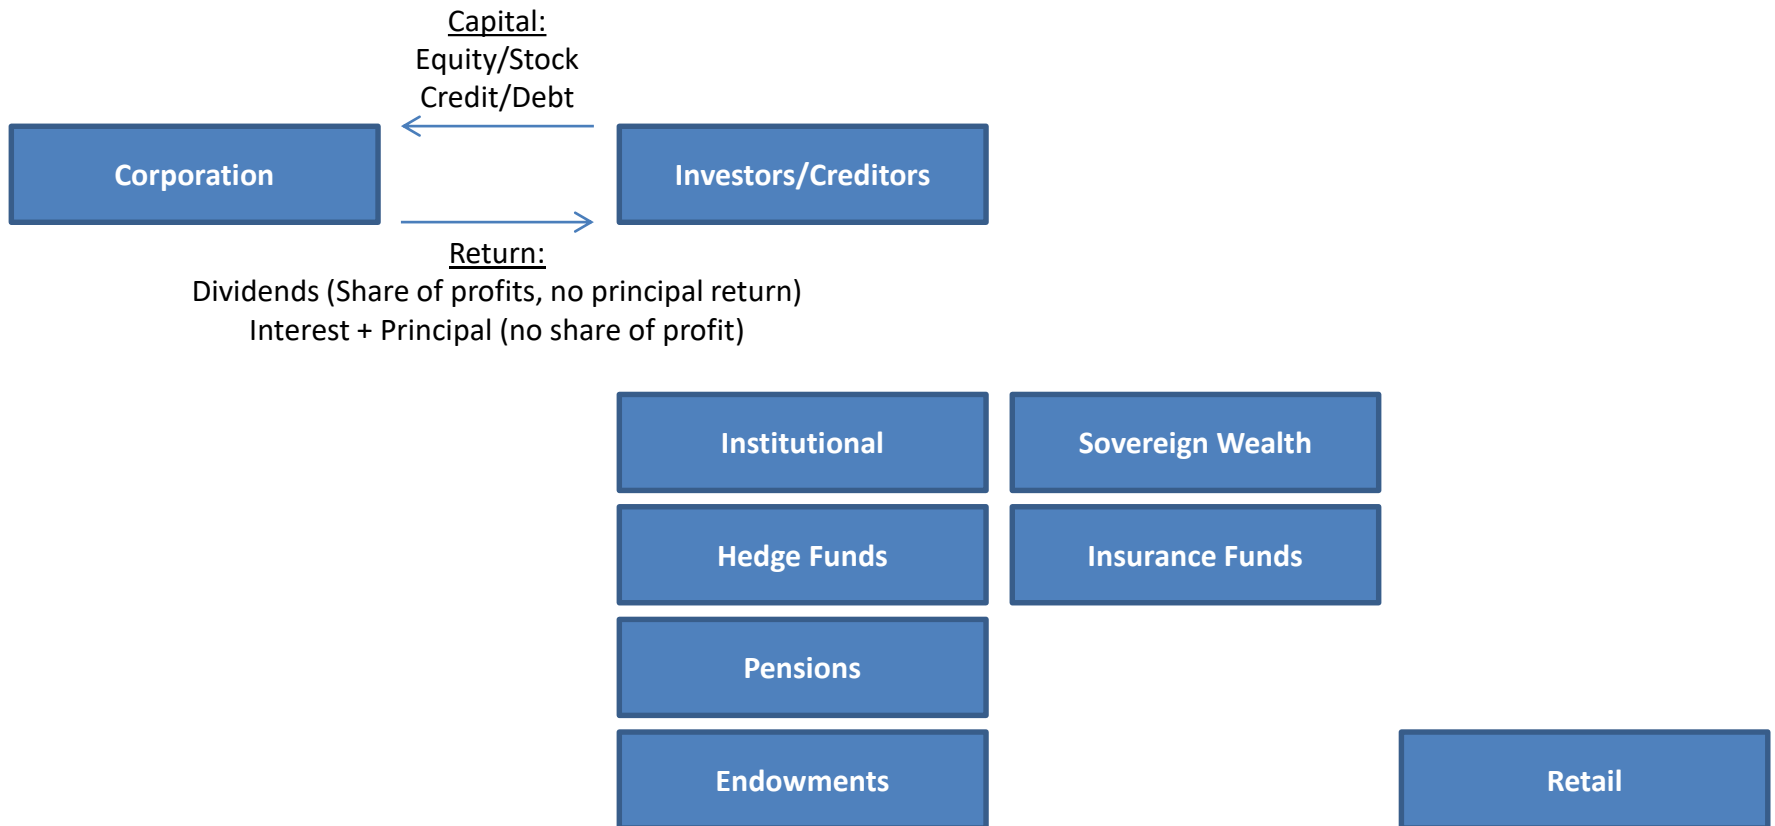 Capital:
Equity/Stock
Credit/Debt
Corporation
Investors/Creditors
Return:
Dividends (Share of profits, no principal return)
Interest + Principal (no share of profit)
Institutional
Sovereign Wealth
Hedge Funds
Insurance Funds
Pensions
Endowments
Retail